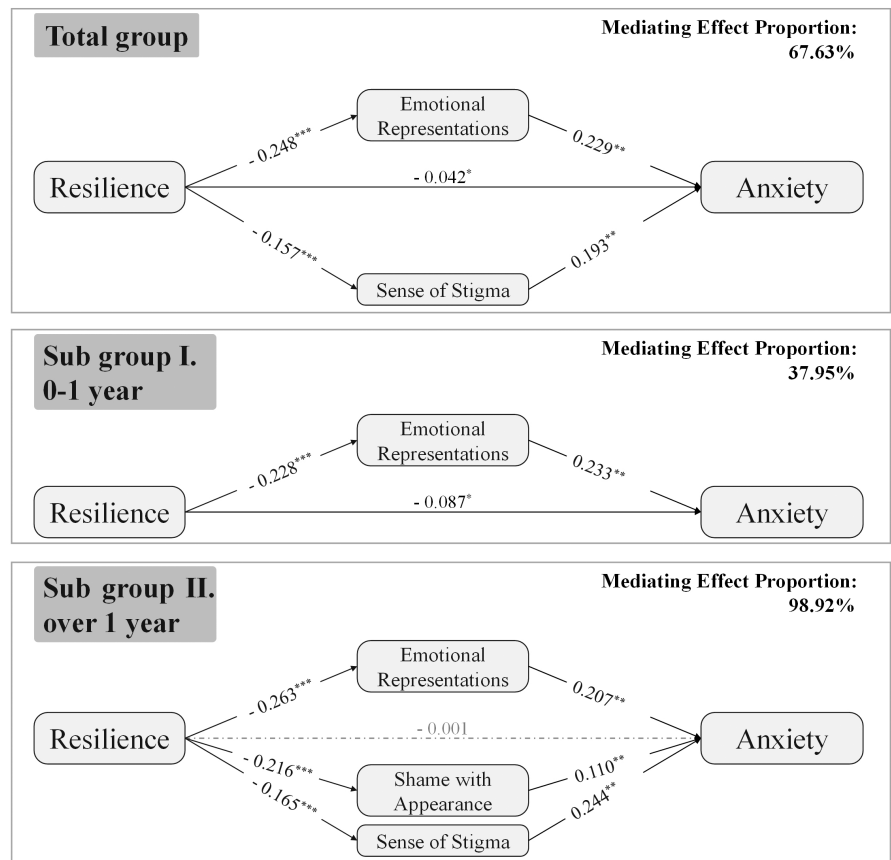 Total group
Mediating Effect Proportion:
67.63%
Emotional
Representations
- 0.248***
0.229**
Resilience
- 0.042*
Anxiety
- 0.157***
0.193**
Sense of Stigma
Sub group I.
0-1 year
Mediating Effect Proportion:
37.95%
Emotional
Representations
- 0.228***
0.233**
Resilience
- 0.087*
Anxiety
Sub group II.
over 1 year
Mediating Effect Proportion:
98.92%
Emotional
Representations
- 0.263***
0.207**
Resilience
- 0.001
Anxiety
- 0.216***
0.110**
Shame with
Appearance
- 0.165***
0.244**
Sense of Stigma